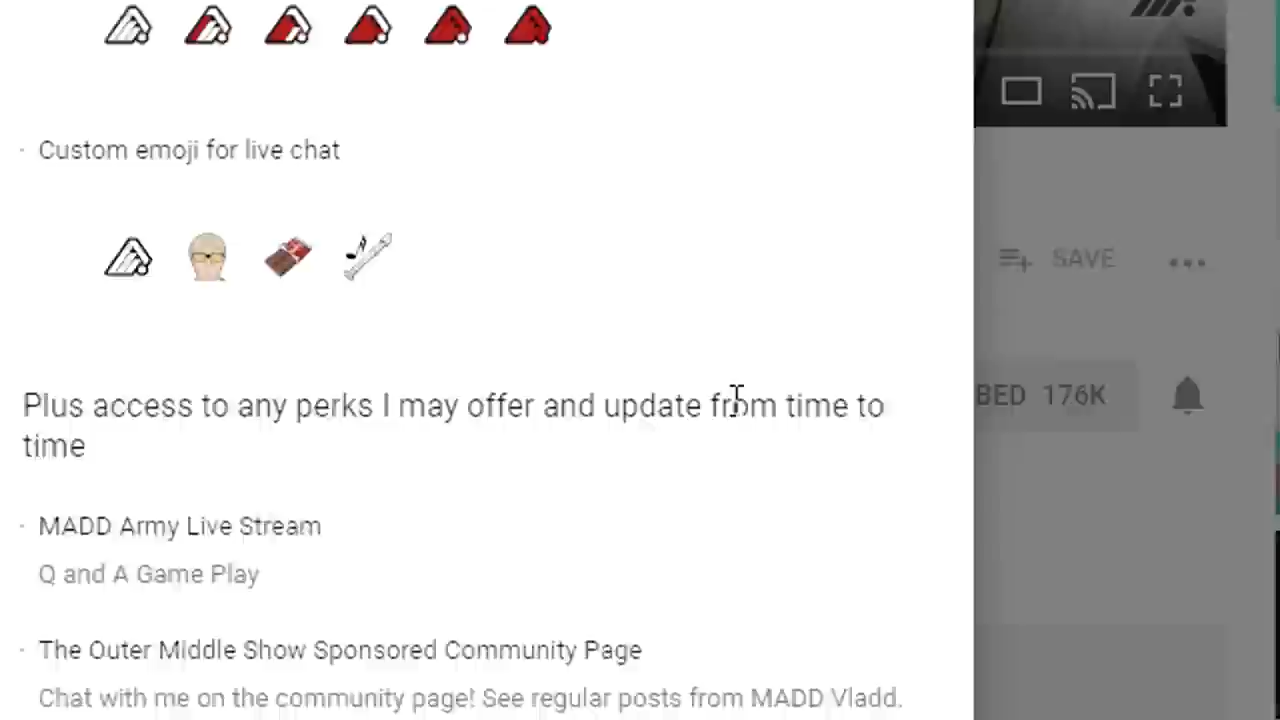 · Custom emoji for live chat
SAVE
BED 176K
Plus access to any perks I may offer and update from time to
time
· MADD Army Live Stream
Q and A Game Play
· The Outer Middle Show Sponsored Community Page
Chat with me on the community page! See regular posts from MADD Vladd.